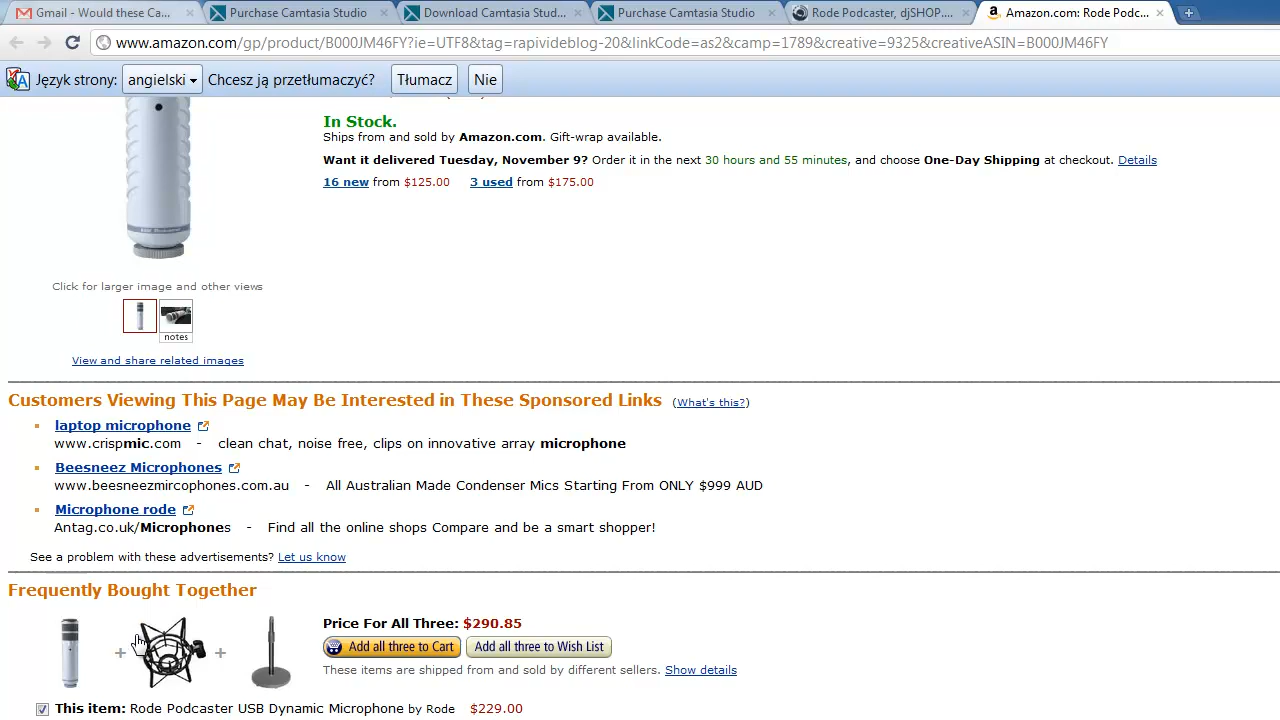 Gmail - Would these Ca...
Purchase Camtasia Studio
Download Camtasia Stud...
Purchase Camtasia Studio
Rode Podcaster, djSHOP....
Amazon.com: Rode Podc...
www.amazon.com/gp/product/B000JM46FY?ie=UTF8&tag=rapivideblog-20&linkCode=as2&camp=1789&creative=9325&creativeASIN=B000JM46FY
Język strony: angielski Chcesz ją przetłumaczyć? Tłumacz Nie
In Stock.
Ships from and sold by Amazon.com. Gift-wrap available.
Want it delivered Tuesday, November 9? Order it in the next 30 hours and 55 minutes, and choose One-Day Shipping at checkout. Details
16 new from $125.00 3 used from $175.00
Click for larger image and other views
notes
View and share related images
Customers Viewing This Page May Be Interested in These Sponsored Links (What's this?)
laptop microphone
www.crispmic.com - clean chat, noise free, clips on innovative array microphone
Beesneez Microphones
www.beesneezmircophones.com.au - All Australian Made Condenser Mics Starting From ONLY $999 AUD
Microphone rode
Antag.co.uk/Microphones - Find all the online shops Compare and be a smart shopper!
See a problem with these advertisements? Let us know
Frequently Bought Together
Price For All Three: $290.85
Add all three to Cart Add all three to Wish List
These items are shipped from and sold by different sellers. Show details
This item: Rode Podcaster USB Dynamic Microphone by Rode $229.00